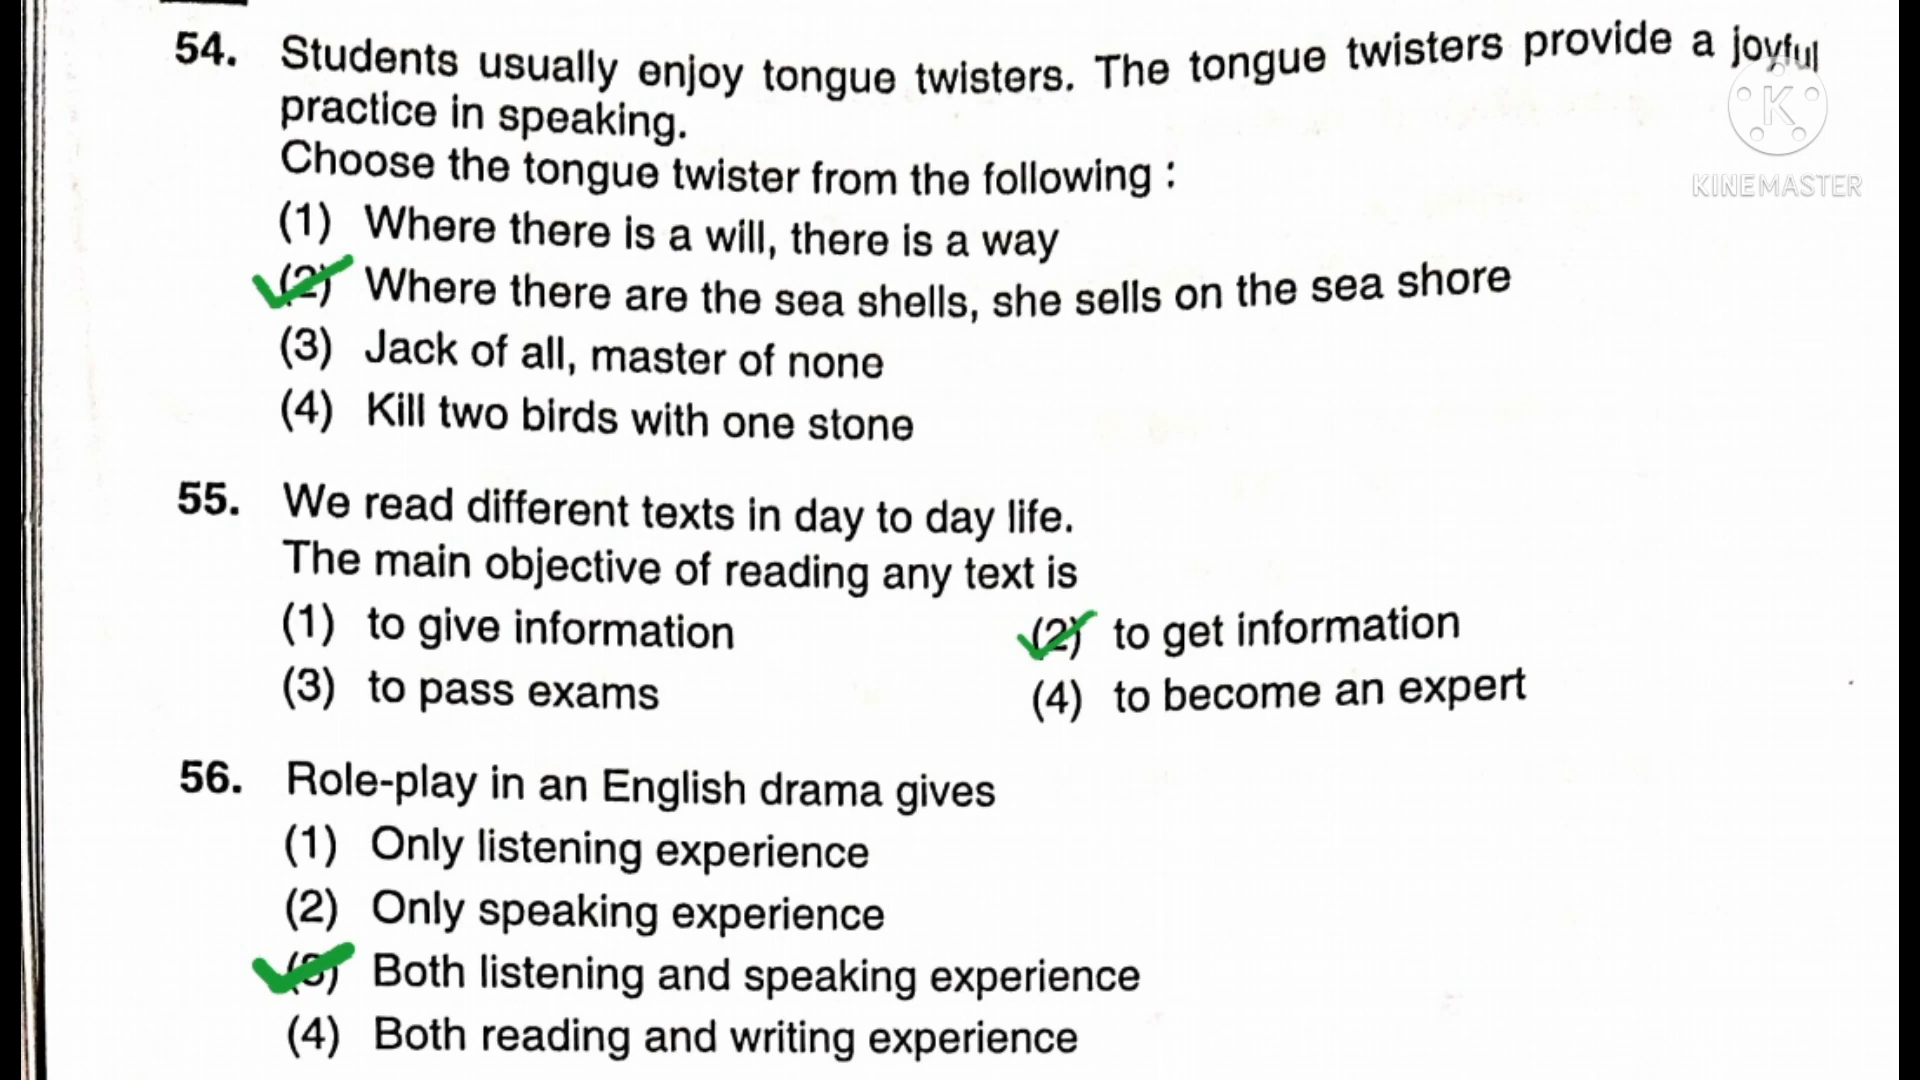 54. Students usually enjoy tongue twisters. The tongue twisters provide a joyful
practice in speaking.
Choose the tongue twister from the following :
(1) Where there is a will, there is a way
(2) Where there are the sea shells, she sells on the sea shore
(3) Jack of all, master of none
(4) Kill two birds with one stone
55. We read different texts in day to day life.
The main objective of reading any text is
(1) to give information (2) to get information
(3) to pass exams (4) to become an expert
56. Role-play in an English drama gives
(1) Only listening experience
(2) Only speaking experience
(3) Both listening and speaking experience
(4) Both reading and writing experience
K
KINEMASTER